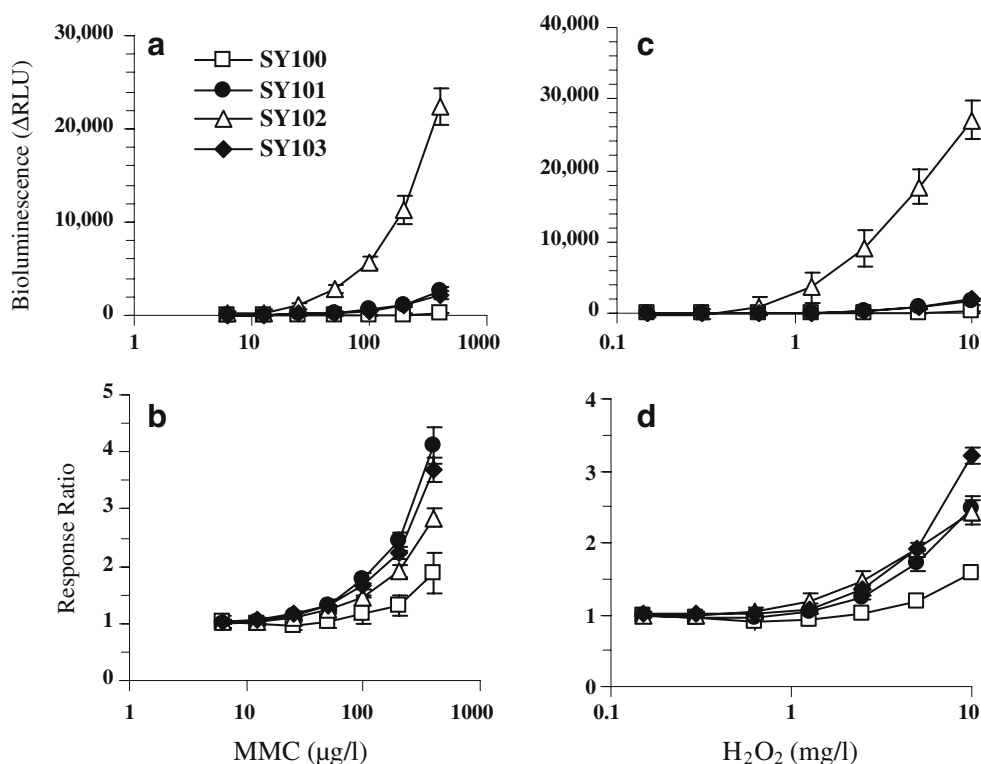 a
30,000
20,000
10,000
0
1
10
100
1000
SY100
SY101
SY102
SY103
Bioluminescence (ΔRLU)
c
40,000
30,000
20,000
10,000
0
0.1
1
10
b
5
4
3
2
1
0
1
10
100
1000
Response Ratio
MMC (µg/l)
d
4
3
2
1
0
0.1
1
10
H₂O₂ (mg/l)